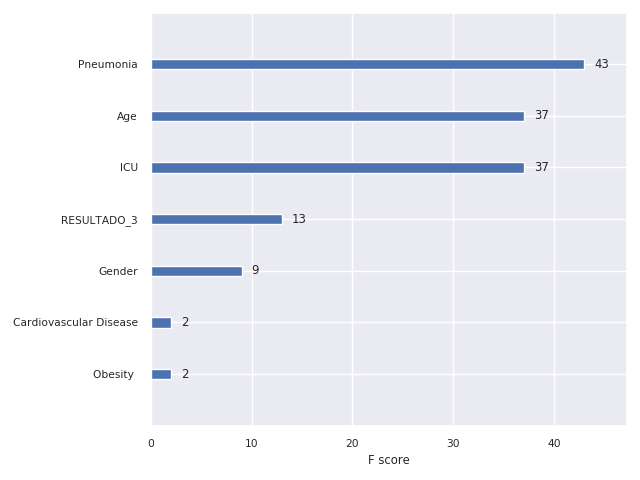 Pneumonia 43
Age 37
ICU 37
RESULTADO_3 13
Gender 9
Cardiovascular Disease 2
Obesity 2
0 10 20 30 40
F score